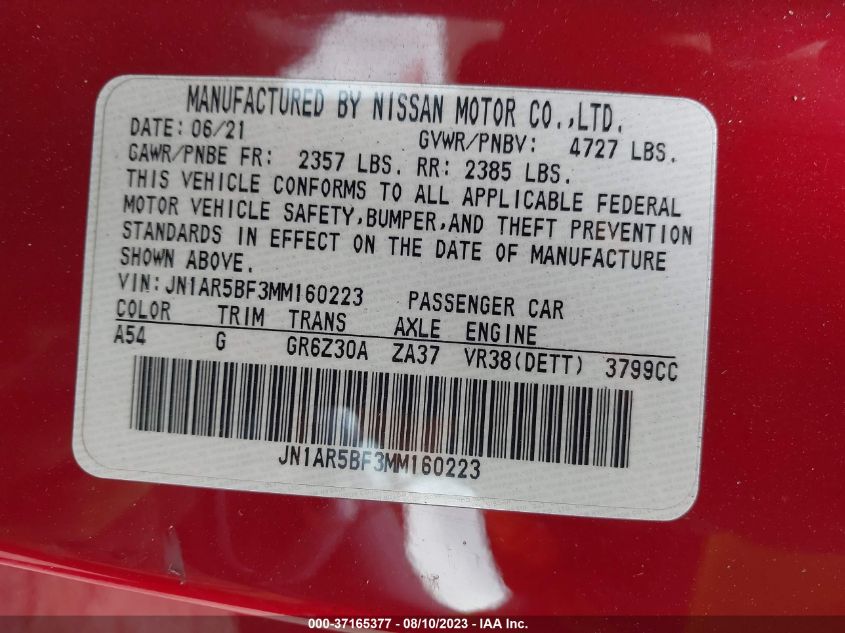 MANUFACTURED BY NISSAN MOTOR CO.,LTD.
DATE: 06/21 GVWR/PNBV: 4727 LBS.
GAWR/PNBE FR: 2357 LBS. RR: 2385 LBS.
THIS VEHICLE CONFORMS TO ALL APPLICABLE FEDERAL
MOTOR VEHICLE SAFETY,BUMPER,AND THEFT PREVENTION
STANDARDS IN EFFECT ON THE DATE OF MANUFACTURE
SHOWN ABOVE.
VIN:JN1AR5BF3MM160223 PASSENGER CAR
COLOR TRIM TRANS AXLE ENGINE
A54 G GR6Z30A ZA37 VR38(DETT) 3799CC
JN1AR5BF3MM160223
000-37165377 - 08/10/2023 - IAA Inc.